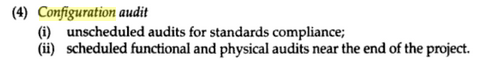 (4) Configuration audit
(i) unscheduled audits for standards compliance;
(ii) scheduled functional and physical audits near the end of the project.